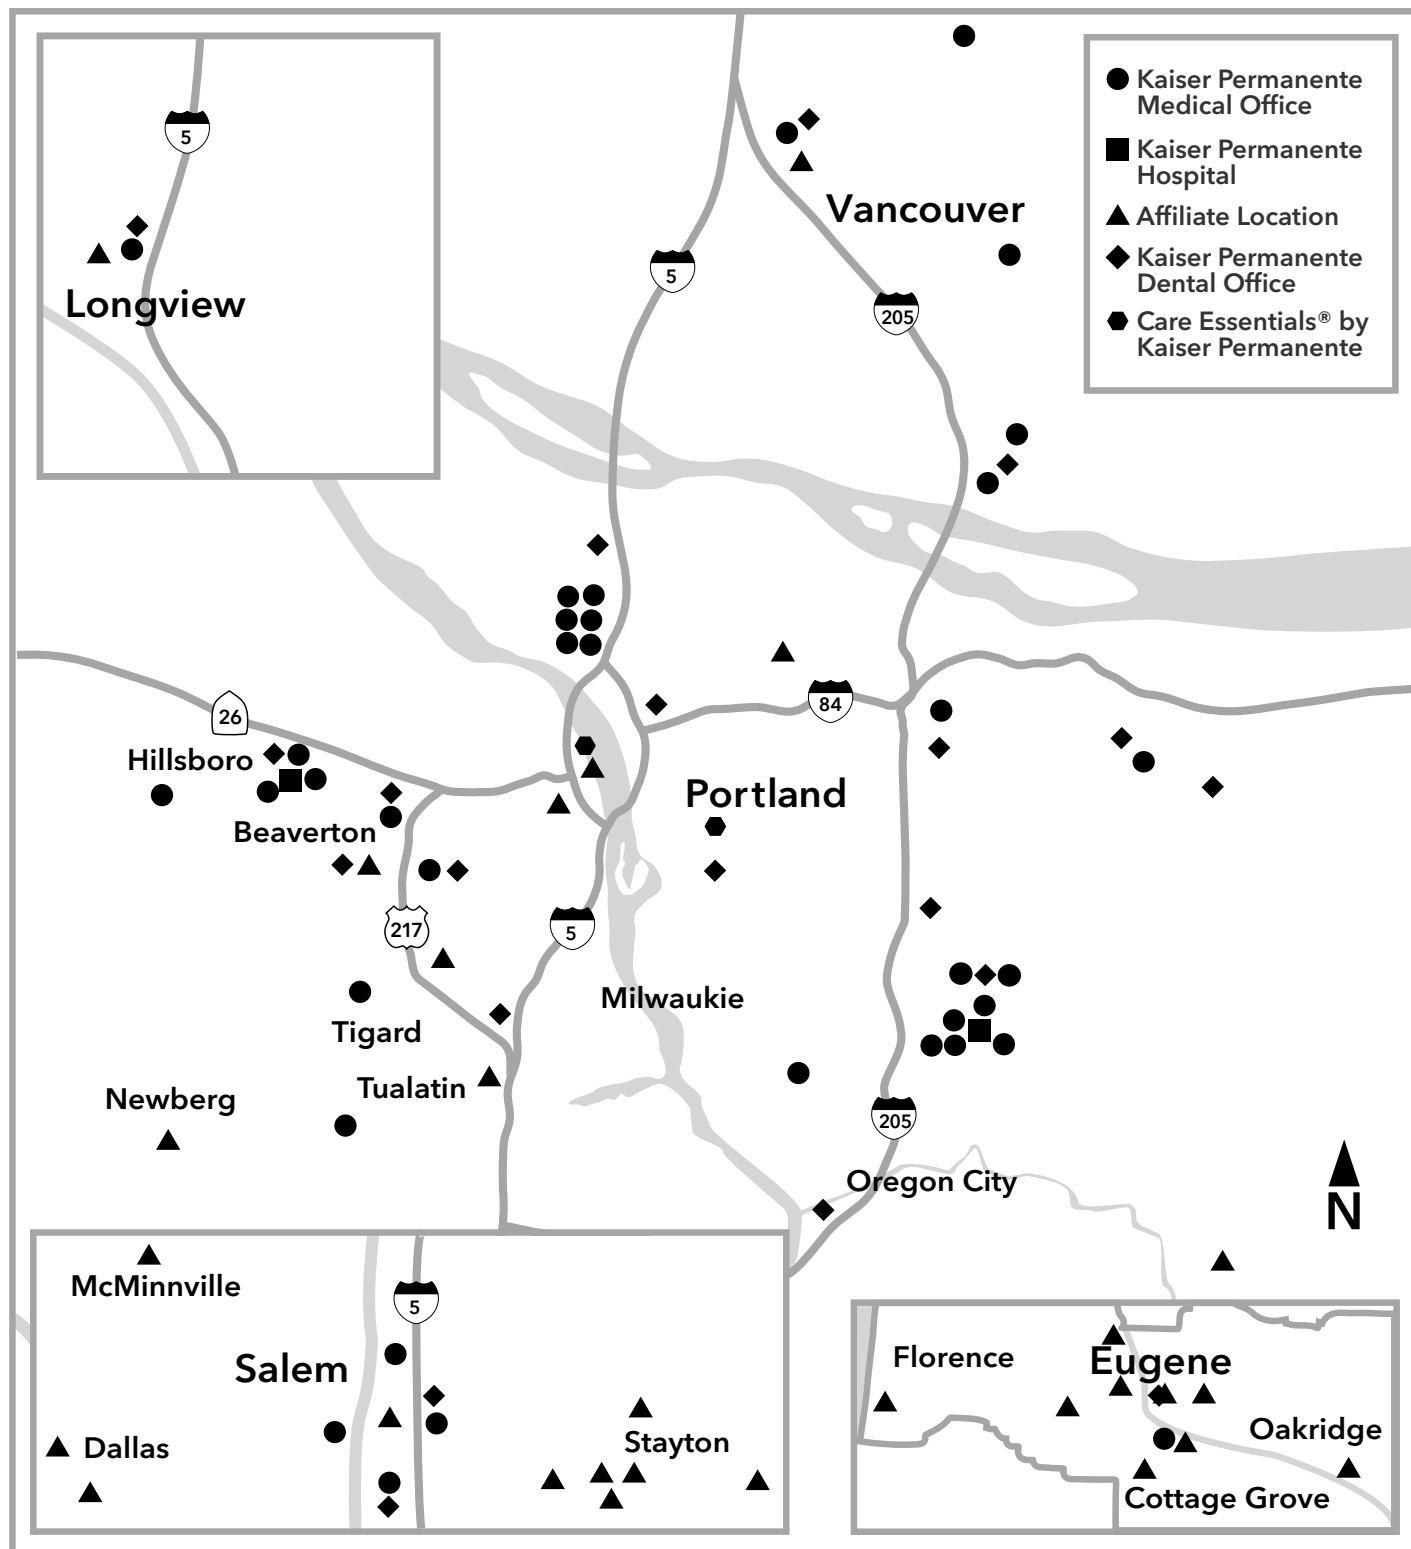 Kaiser Permanente
Medical Office
Kaiser Permanente
Hospital
Affiliate Location
Kaiser Permanente
Dental Office
Care Essentials® by
Kaiser Permanente
5
Longview
Vancouver
5
205
84
26
Hillsboro
Portland
Beaverton
217
5
Milwaukie
Tigard
Tualatin
Newberg
205
Oregon City
N
McMinnville
5
Salem
Dallas
Stayton
Florence
Eugene
Oakridge
Cottage Grove